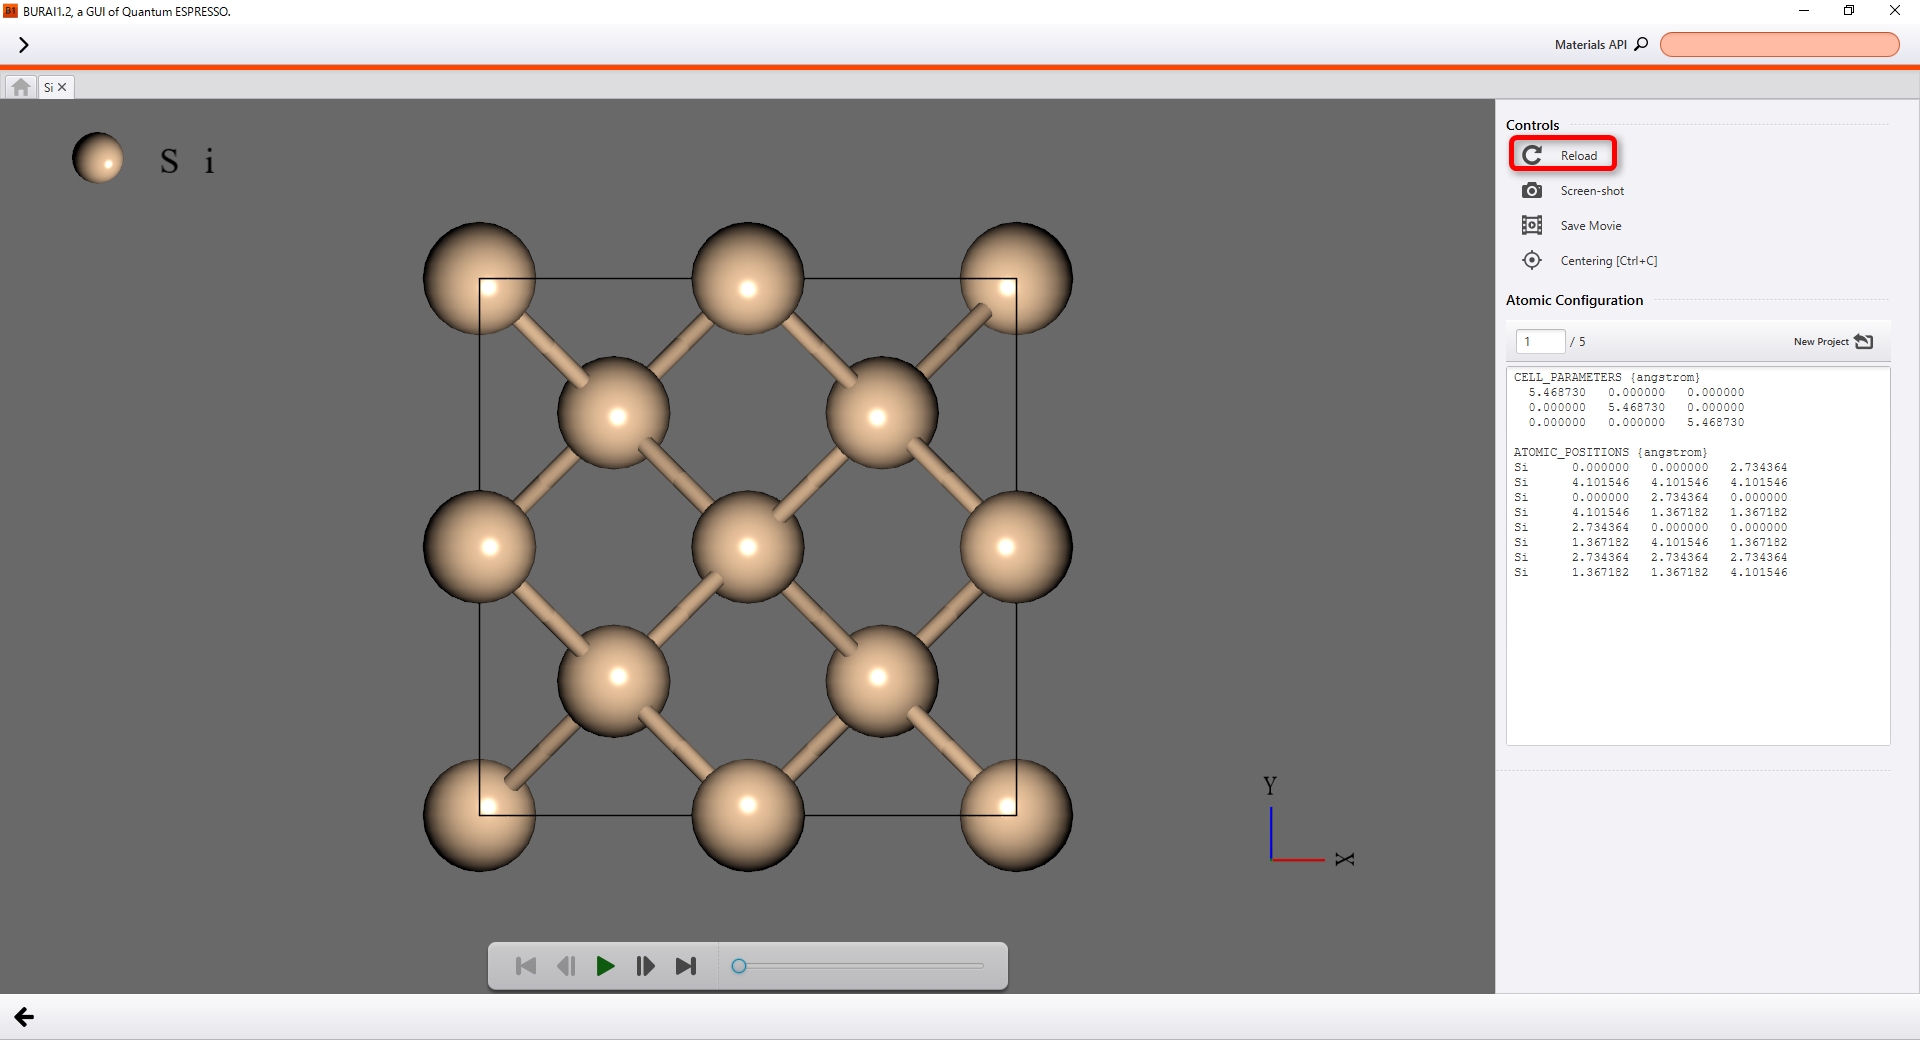 BURAI1.2, a GUI of Quantum ESPRESSO.
Materials API
Si
S i
Controls
Reload
Screen-shot
Save Movie
Centering [Ctrl+C]
Atomic Configuration
1 / 5 New Project
CELL_PARAMETERS {angstrom}
5.468730 0.000000 0.000000
0.000000 5.468730 0.000000
0.000000 0.000000 5.468730
ATOMIC_POSITIONS {angstrom}
Si 0.000000 0.000000 2.734364
Si 4.101546 4.101546 4.101546
Si 0.000000 2.734364 0.000000
Si 4.101546 1.367182 1.367182
Si 2.734364 0.000000 0.000000
Si 1.367182 4.101546 1.367182
Si 2.734364 2.734364 2.734364
Si 1.367182 1.367182 4.101546
Y
X